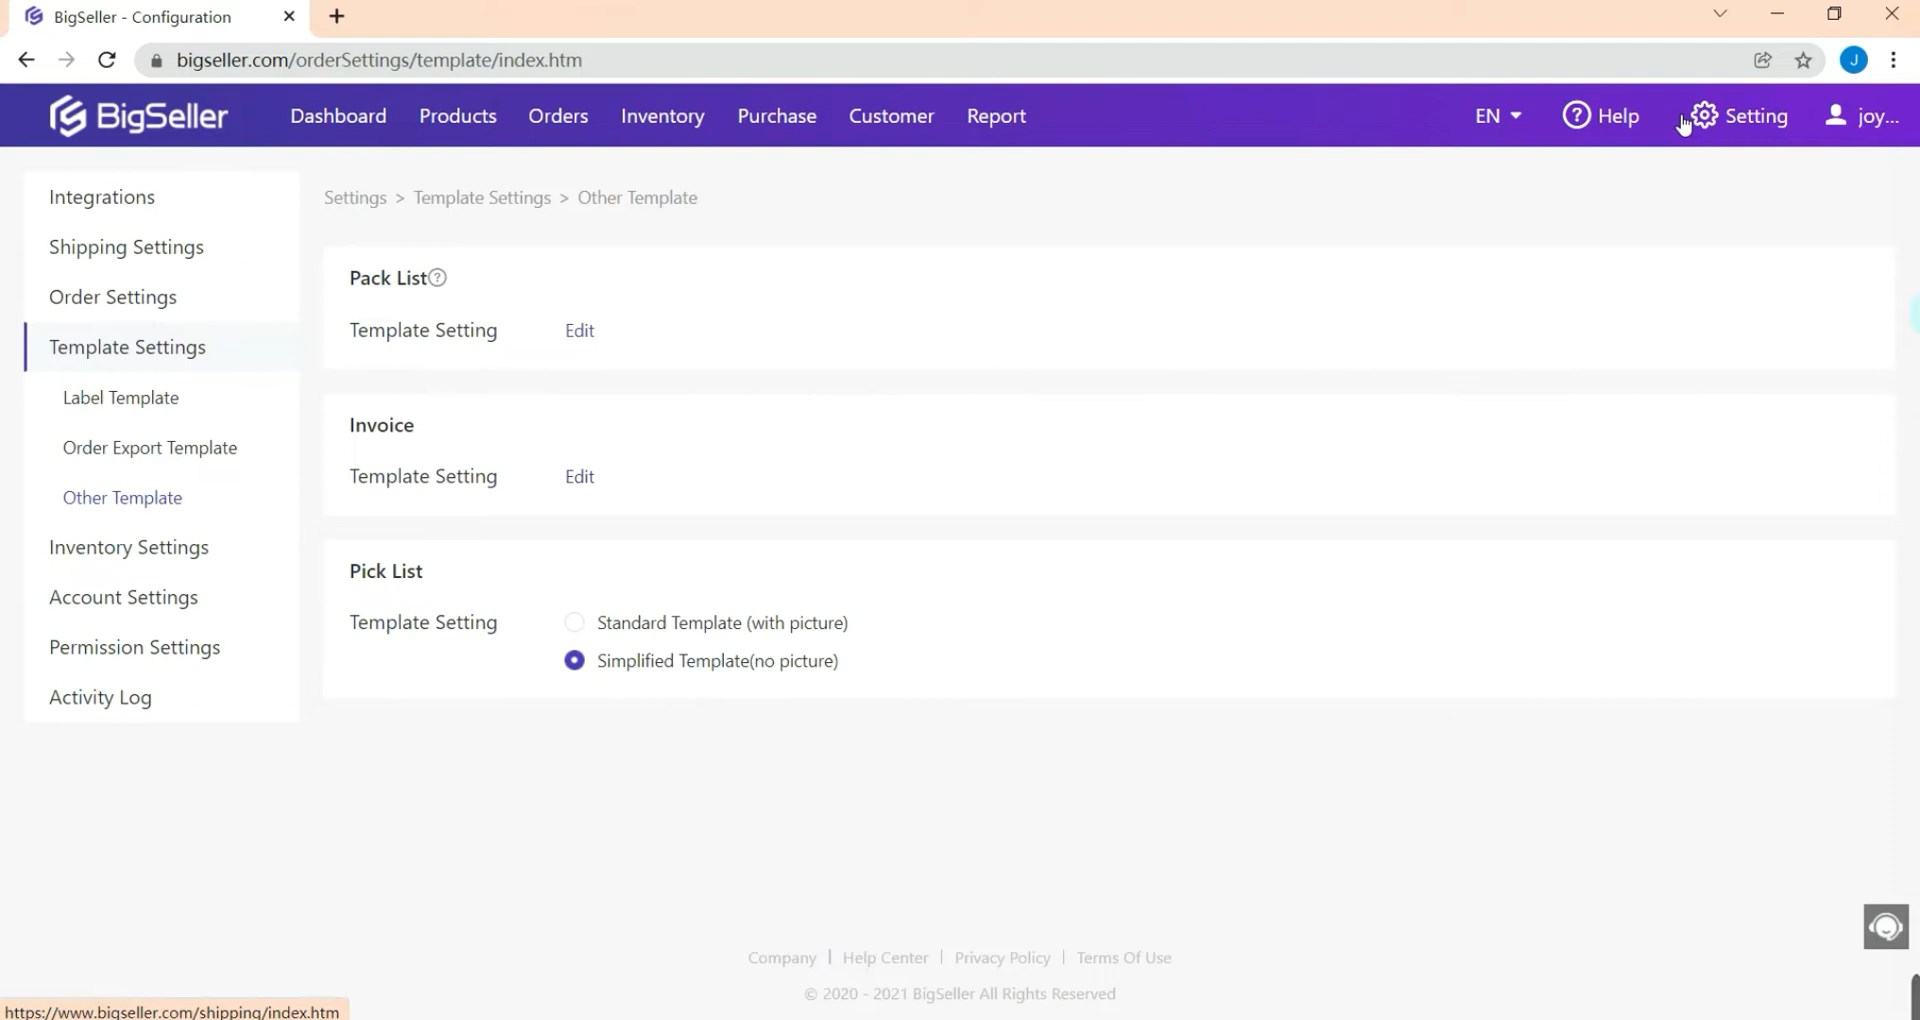 BigSeller - Configuration
bigseller.com/orderSettings/template/index.htm
J
BigSeller Dashboard Products Orders Inventory Purchase Customer Report EN Help Setting joy...
Integrations
Shipping Settings
Order Settings
Template Settings
Label Template
Order Export Template
Other Template
Inventory Settings
Account Settings
Permission Settings
Activity Log
Settings > Template Settings > Other Template
Pack List
Template Setting Edit
Invoice
Template Setting Edit
Pick List
Template Setting Standard Template (with picture)
Simplified Template(no picture)
Company | Help Center | Privacy Policy | Terms Of Use
© 2020 - 2021 BigSeller All Rights Reserved
https://www.bigseller.com/shipping/index.htm